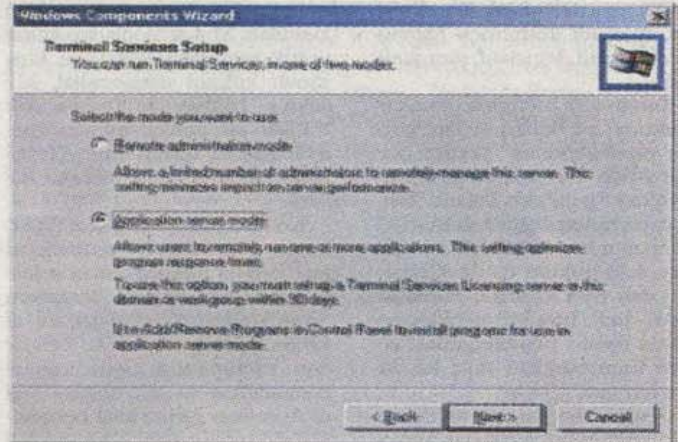 Windows Components Wizard
Terminal Services Setup
You can run Terminal Services in one of two modes.
Select the mode you want to use.
Remote administration mode
Allows a limited number of administrators to remotely manage this server. This
setting minimizes impact on server performance.
Application server mode
Allows users to remotely run one or more applications. This setting optimizes
program response times.
To use this option, you must set up a Terminal Services Licensing server in this
domain or workgroup within 90 days.
Use Add/Remove Programs in Control Panel to install programs for use in
application server mode.
< Back
Next >
Cancel